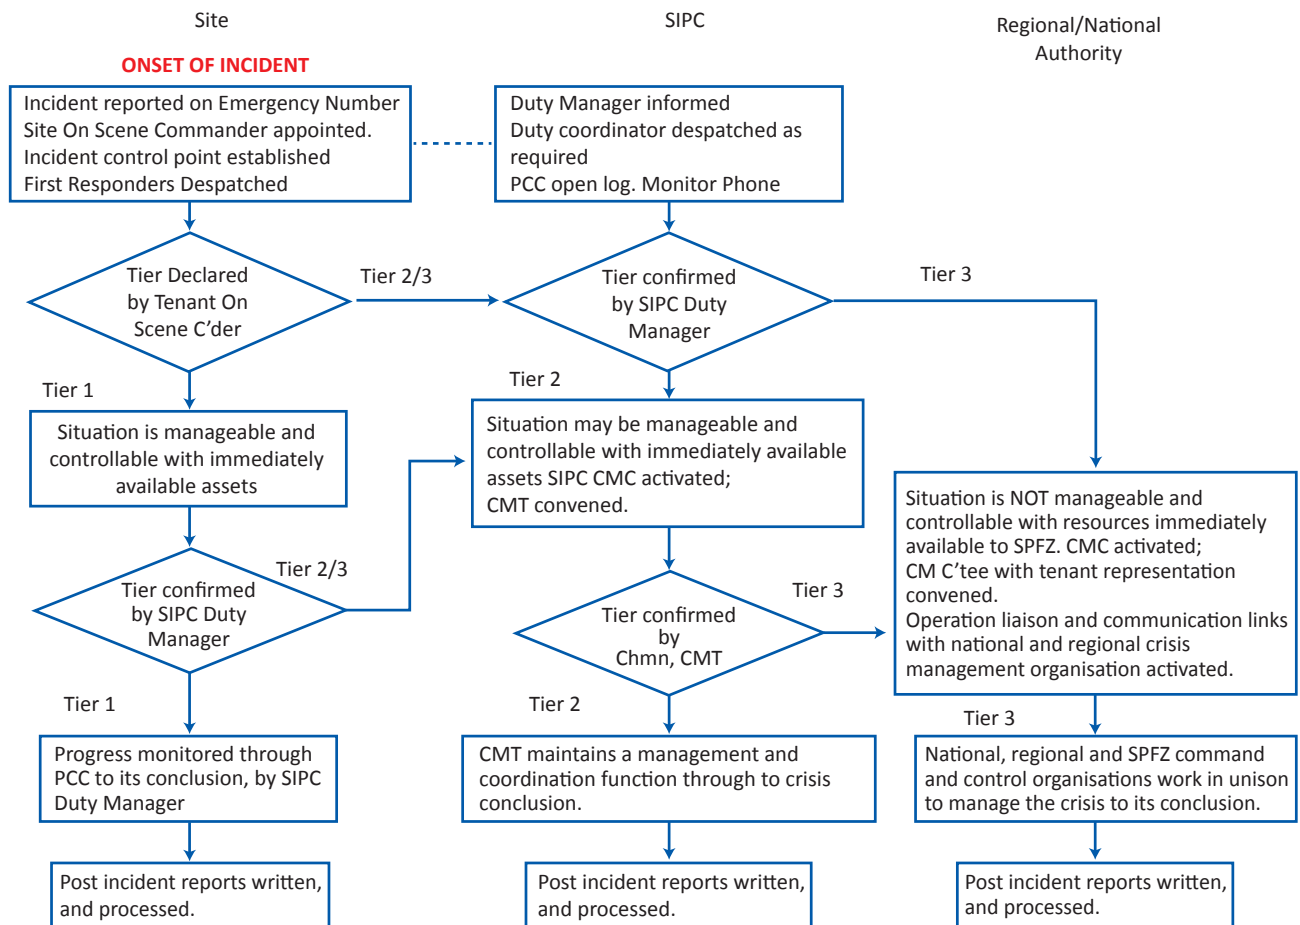 Site
SIPC
Regional/National
Authority
ONSET OF INCIDENT
Incident reported on Emergency Number
Site On Scene Commander appointed.
Incident control point established
First Responders Despatched
Duty Manager informed
Duty coordinator despatched as
required
PCC open log. Monitor Phone
Tier Declared
by Tenant On
Scene C’der
Tier 2/3
Tier confirmed
by SIPC Duty
Manager
Tier 3
Tier 1
Situation is manageable and
controllable with immediately
available assets
Tier 2
Situation may be manageable and
controllable with immediately available
assets SIPC CMC activated;
CMT convened.
Situation is NOT manageable and
controllable with resources immediately
available to SPFZ. CMC activated;
CM C’tee with tenant representation
convened.
Operation liaison and communication links
with national and regional crisis
management organisation activated.
Tier confirmed
by SIPC Duty
Manager
Tier 2/3
Tier confirmed
by
Chmn, CMT
Tier 3
Tier 1
Progress monitored through
PCC to its conclusion, by SIPC
Duty Manager
Tier 2
CMT maintains a management and
coordination function through to crisis
conclusion.
Tier 3
National, regional and SPFZ command
and control organisations work in unison
to manage the crisis to its conclusion.
Post incident reports written,
and processed.
Post incident reports written,
and processed.
Post incident reports written,
and processed.